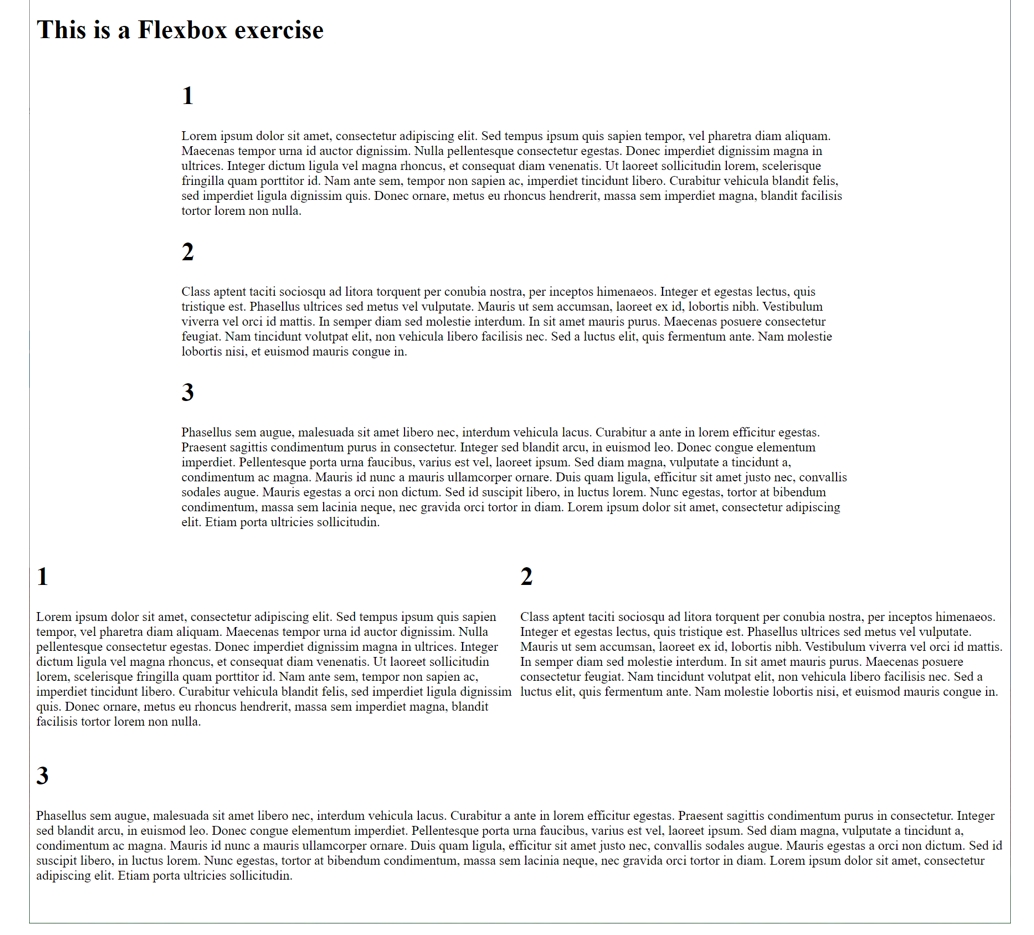 This is a Flexbox exercise
1
Lorem ipsum dolor sit amet, consectetur adipiscing elit. Sed tempus ipsum quis sapien tempor, vel pharetra diam aliquam.
Maecenas tempor urna id auctor dignissim. Nulla pellentesque consectetur egestas. Donec imperdiet dignissim magna in
ultrices. Integer dictum ligula vel magna rhoncus, et consequat diam venenatis. Ut laoreet sollicitudin lorem, scelerisque
fringilla quam porttitor id. Nam ante sem, tempor non sapien ac, imperdiet tincidunt libero. Curabitur vehicula blandit felis,
sed imperdiet ligula dignissim quis. Donec ornare, metus eu rhoncus hendrerit, massa sem imperdiet magna, blandit facilisis
tortor lorem non nulla.
2
Class aptent taciti sociosqu ad litora torquent per conubia nostra, per inceptos himenaeos. Integer et egestas lectus, quis
tristique est. Phasellus ultrices sed metus vel vulputate. Mauris ut sem accumsan, laoreet ex id, lobortis nibh. Vestibulum
viverra vel orci id mattis. In semper diam sed molestie interdum. In sit amet mauris purus. Maecenas posuere consectetur
feugiat. Nam tincidunt volutpat elit, non vehicula libero facilisis nec. Sed a luctus elit, quis fermentum ante. Nam molestie
lobortis nisi, et euismod mauris congue in.
3
Phasellus sem augue, malesuada sit amet libero nec, interdum vehicula lacus. Curabitur a ante in lorem efficitur egestas.
Praesent sagittis condimentum purus in consectetur. Integer sed blandit arcu, in euismod leo. Donec congue elementum
imperdiet. Pellentesque porta urna faucibus, varius est vel, laoreet ipsum. Sed diam magna, vulputate a tincidunt a,
condimentum ac magna. Mauris id nunc a mauris ullamcorper ornare. Duis quam ligula, efficitur sit amet justo nec, convallis
sodales augue. Mauris egestas a orci non dictum. Sed id suscipit libero, in luctus lorem. Nunc egestas, tortor at bibendum
condimentum, massa sem lacinia neque, nec gravida orci tortor in diam. Lorem ipsum dolor sit amet, consectetur adipiscing
elit. Etiam porta ultricies sollicitudin.
1
Lorem ipsum dolor sit amet, consectetur adipiscing elit. Sed tempus ipsum quis sapien
tempor, vel pharetra diam aliquam. Maecenas tempor urna id auctor dignissim. Nulla
pellentesque consectetur egestas. Donec imperdiet dignissim magna in ultrices. Integer
dictum ligula vel magna rhoncus, et consequat diam venenatis. Ut laoreet sollicitudin
lorem, scelerisque fringilla quam porttitor id. Nam ante sem, tempor non sapien ac,
imperdiet tincidunt libero. Curabitur vehicula blandit felis, sed imperdiet ligula dignissim
quis. Donec ornare, metus eu rhoncus hendrerit, massa sem imperdiet magna, blandit
facilisis tortor lorem non nulla.
2
Class aptent taciti sociosqu ad litora torquent per conubia nostra, per inceptos himenaeos.
Integer et egestas lectus, quis tristique est. Phasellus ultrices sed metus vel vulputate.
Mauris ut sem accumsan, laoreet ex id, lobortis nibh. Vestibulum viverra vel orci id mattis.
In semper diam sed molestie interdum. In sit amet mauris purus. Maecenas posuere
consectetur feugiat. Nam tincidunt volutpat elit, non vehicula libero facilisis nec. Sed a
luctus elit, quis fermentum ante. Nam molestie lobortis nisi, et euismod mauris congue in.
3
Phasellus sem augue, malesuada sit amet libero nec, interdum vehicula lacus. Curabitur a ante in lorem efficitur egestas. Praesent sagittis condimentum purus in consectetur. Integer
sed blandit arcu, in euismod leo. Donec congue elementum imperdiet. Pellentesque porta urna faucibus, varius est vel, laoreet ipsum. Sed diam magna, vulputate a tincidunt a,
condimentum ac magna. Mauris id nunc a mauris ullamcorper ornare. Duis quam ligula, efficitur sit amet justo nec, convallis sodales augue. Mauris egestas a orci non dictum. Sed id
suscipit libero, in luctus lorem. Nunc egestas, tortor at bibendum condimentum, massa sem lacinia neque, nec gravida orci tortor in diam. Lorem ipsum dolor sit amet, consectetur
adipiscing elit. Etiam porta ultricies sollicitudin.